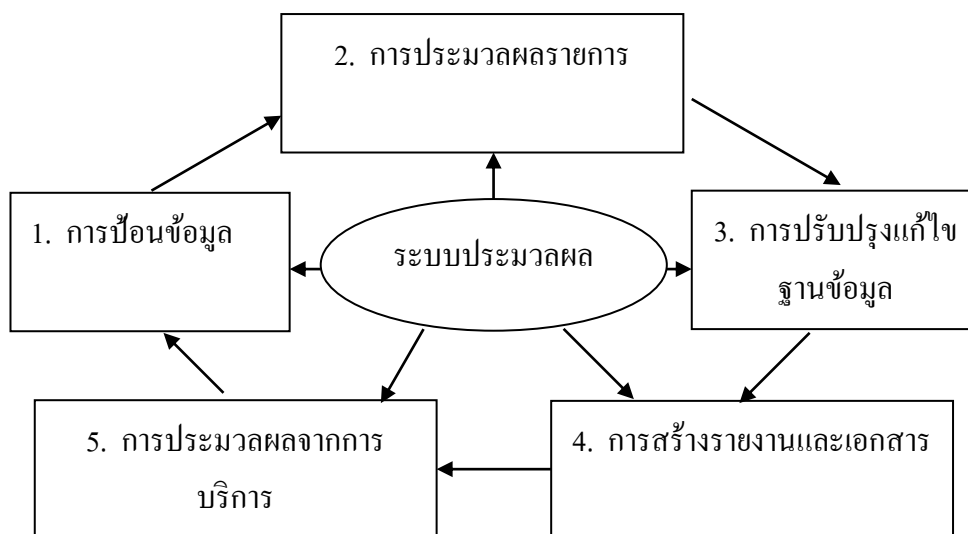 2. การประมวลผลรายการ
1. การป้อนข้อมูล
ระบบประมวลผล
3. การปรับปรุงแก้ไข
ฐานข้อมูล
5. การประมวลผลจากการ
บริการ
4. การสร้างรายงานและเอกสาร